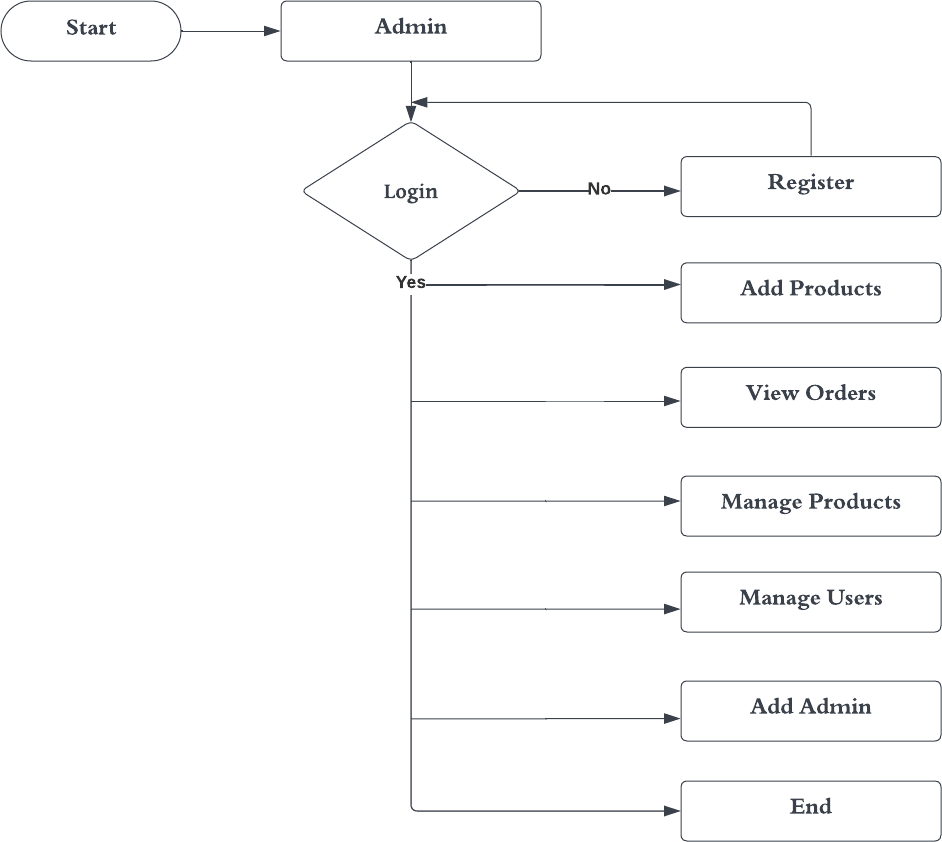 Start
Admin
Login
No
Register
Yes
Add Products
View Orders
Manage Products
Manage Users
Add Admin
End